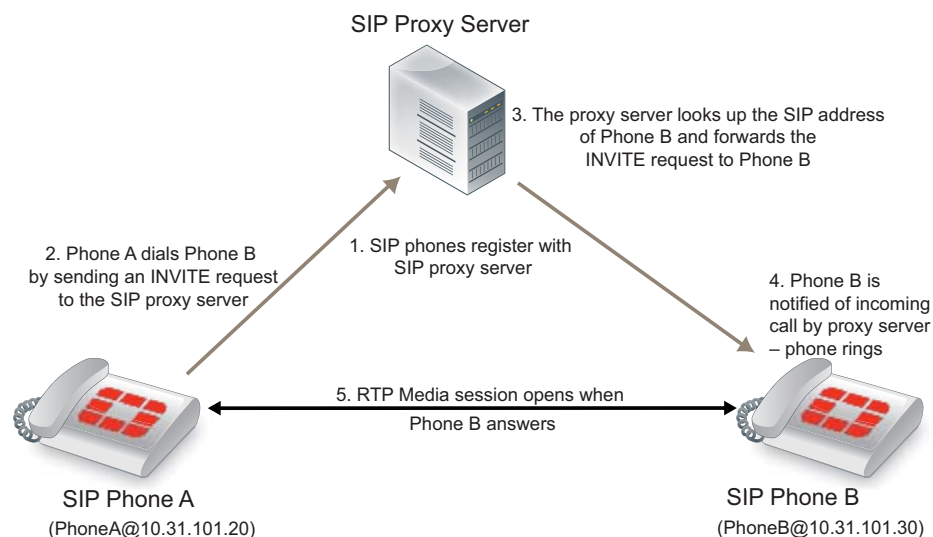 SIP Proxy Server
3. The proxy server looks up the SIP address
of Phone B and forwards the
INVITE request to Phone B
2. Phone A dials Phone B
by sending an INVITE request
to the SIP proxy server
1. SIP phones register with
SIP proxy server
4. Phone B is
notified of incoming
call by proxy server
– phone rings
5. RTP Media session opens when
Phone B answers
SIP Phone A
(PhoneA@10.31.101.20)
SIP Phone B
(PhoneB@10.31.101.30)